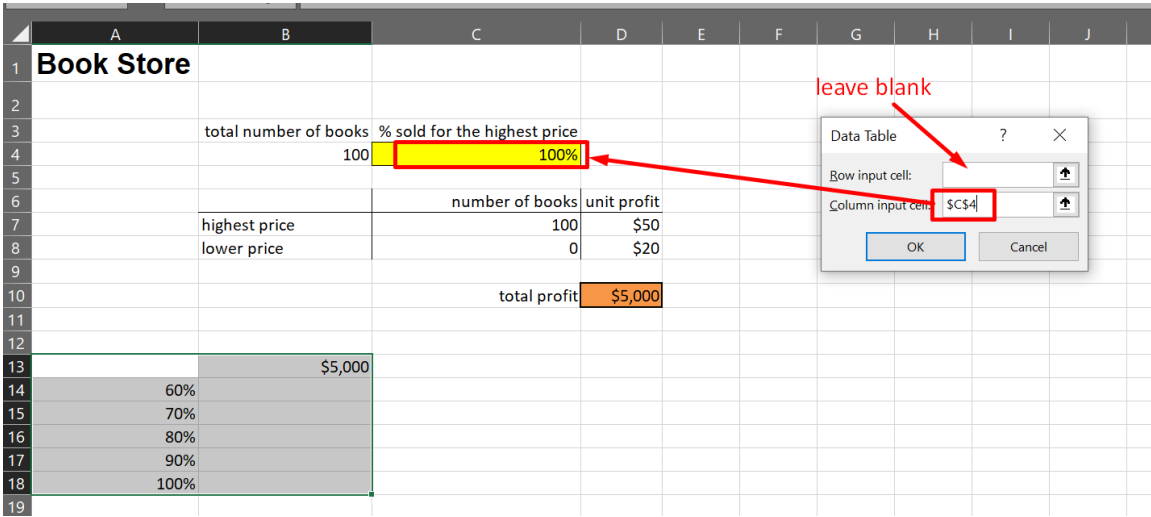 A B C D E F G H I J
1 Book Store
leave blank
2
3 total number of books % sold for the highest price
Data Table ? ×
4 100 100%
5
Row input cell:
6 number of books unit profit
Column input cell: $C$4
7 highest price 100 $50
8 lower price 0 $20
OK Cancel
9
10 total profit $5,000
11
12
13 $5,000
14 60%
15 70%
16 80%
17 90%
18 100%
19